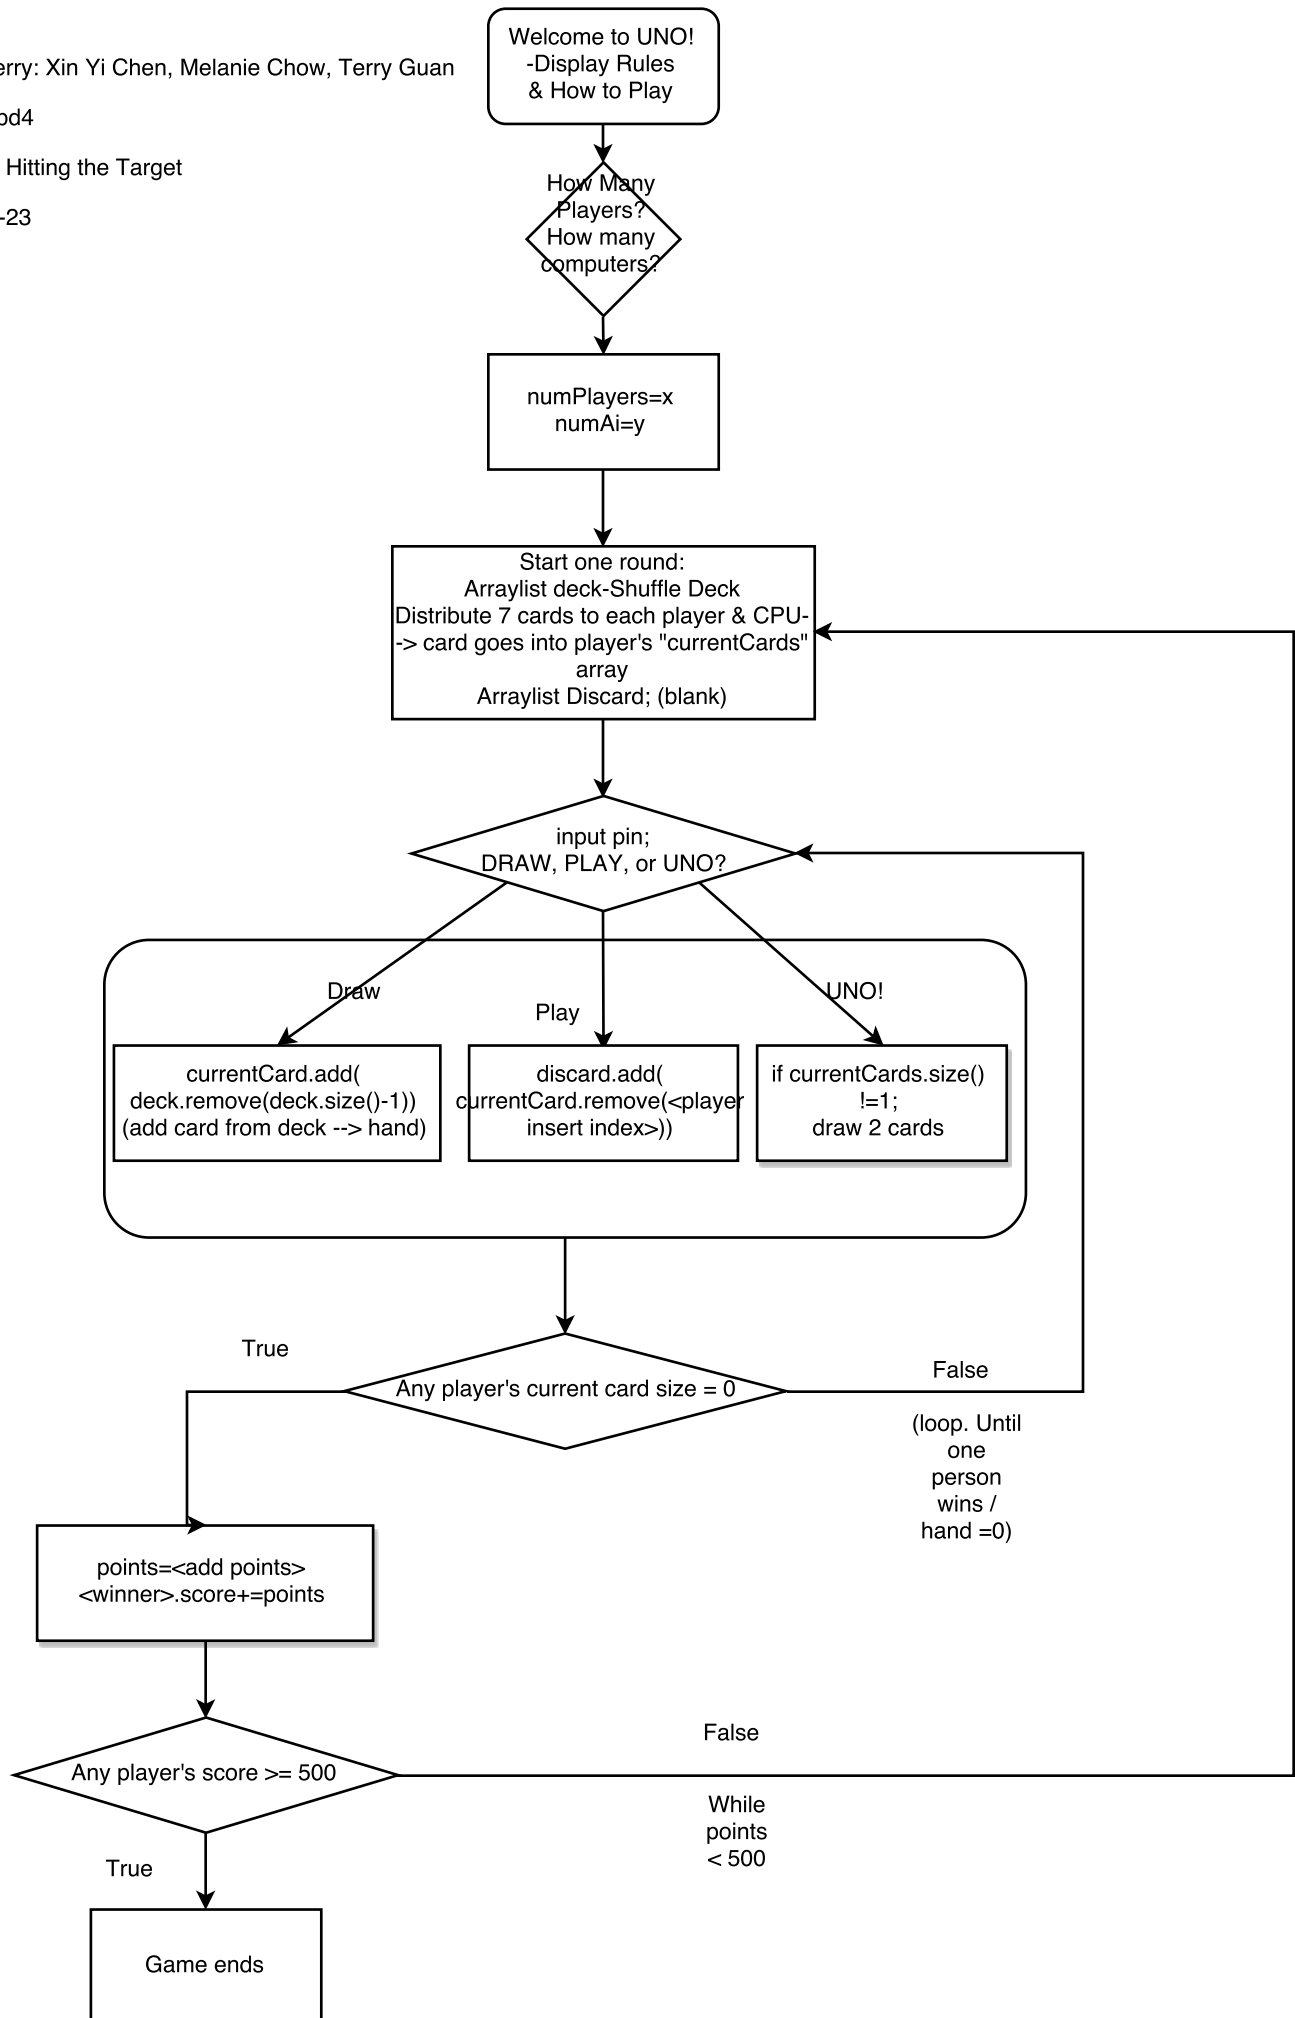 erry: Xin Yi Chen, Melanie Chow, Terry Guan
pd4
Hitting the Target
-23
Welcome to UNO!
-Display Rules
& How to Play
How Many
Players?
How many
computers?
numPlayers=x
numAi=y
Start one round:
Arraylist deck-Shuffle Deck
Distribute 7 cards to each player & CPU-
-> card goes into player's "currentCards"
array
Arraylist Discard; (blank)
input pin;
DRAW, PLAY, or UNO?
Draw
Play
UNO!
currentCard.add(
deck.remove(deck.size()-1))
(add card from deck --> hand)
discard.add(
currentCard.remove(<player
insert index>))
if currentCards.size()
!=1;
draw 2 cards
True
Any player's current card size = 0
False
(loop. Until
one
person
wins /
hand =0)
points=<add points>
<winner>.score+=points
Any player's score >= 500
False
While
points
< 500
True
Game ends